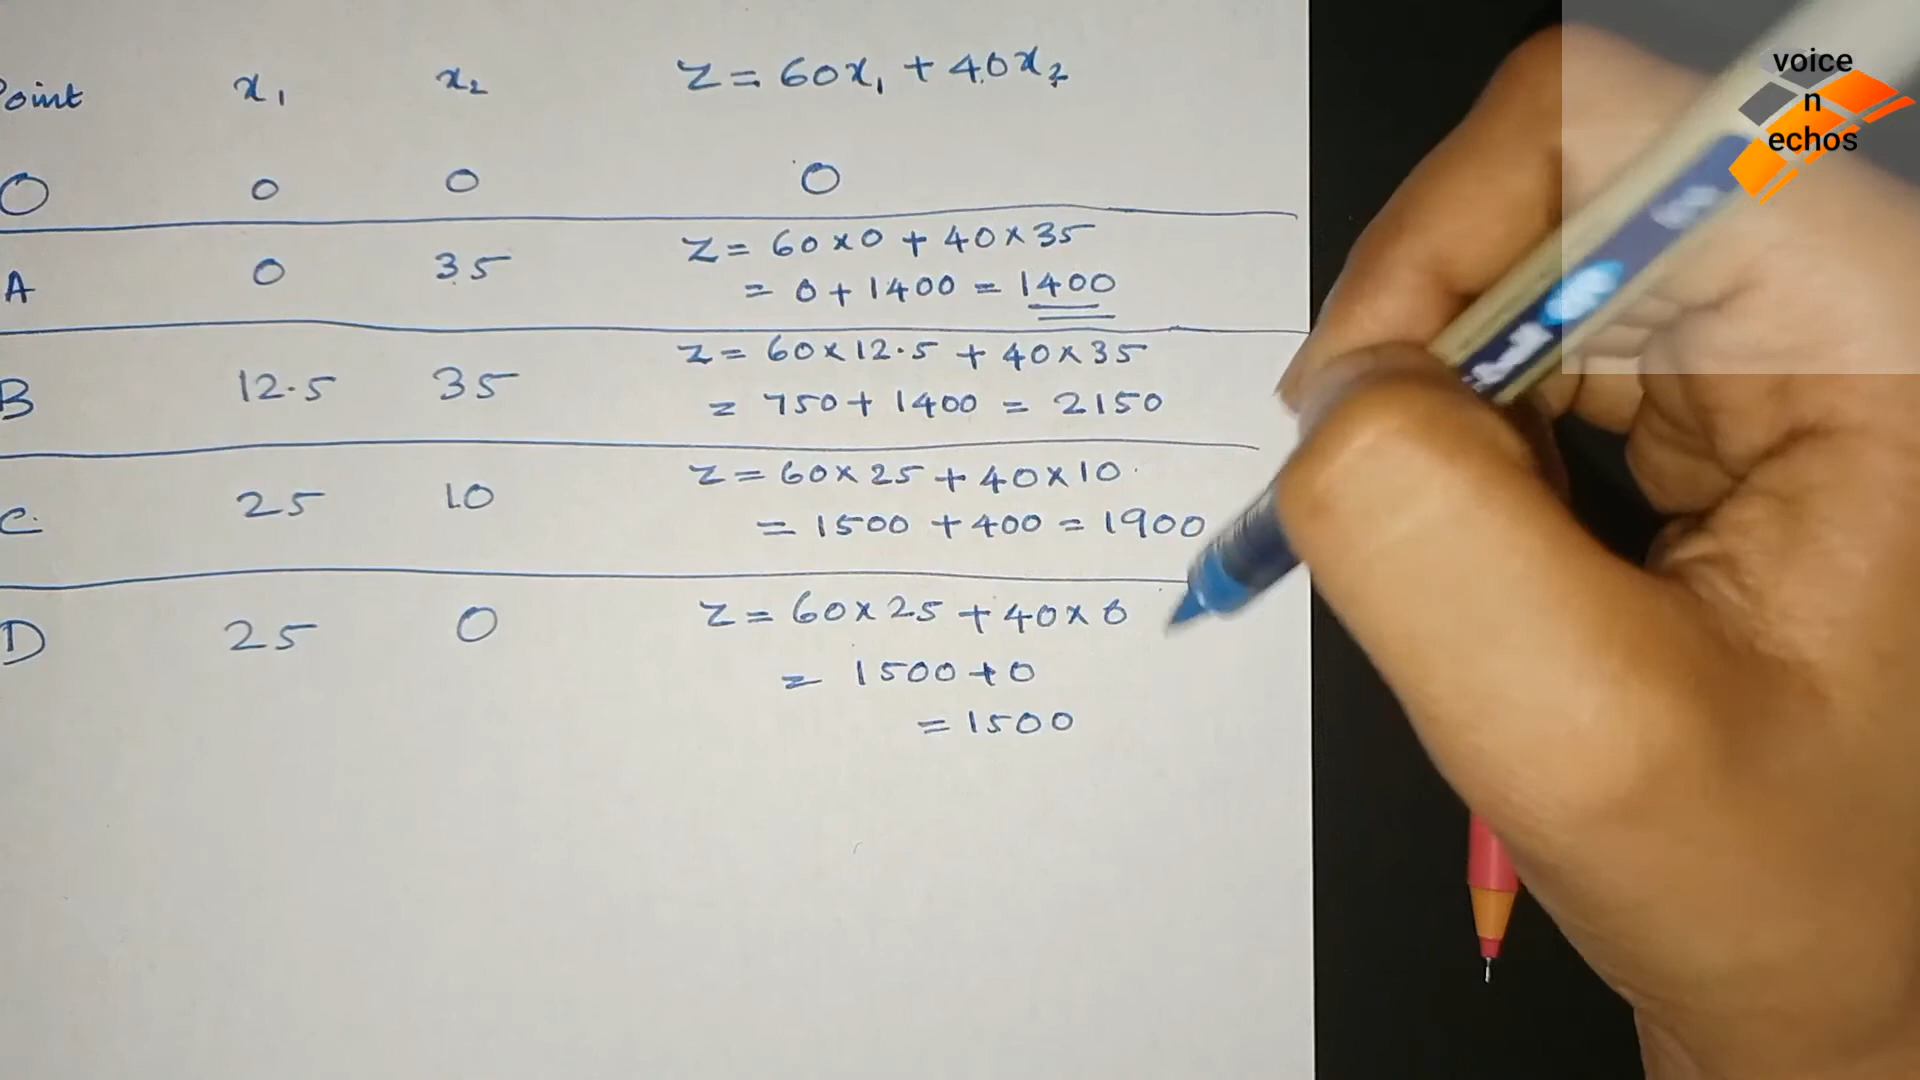 Point x₁ x₂ Z = 60x₁ + 40x₂
O 0 0 0
A 0 35 Z = 60×0 + 40×35
= 0 + 1400 = 1400
B 12.5 35 Z = 60×12.5 + 40×35
= 750 + 1400 = 2150
C 25 10 Z = 60×25 + 40×10
= 1500 + 400 = 1900
D 25 0 Z = 60×25 + 40×0
= 1500 + 0
= 1500
voice
n
echos